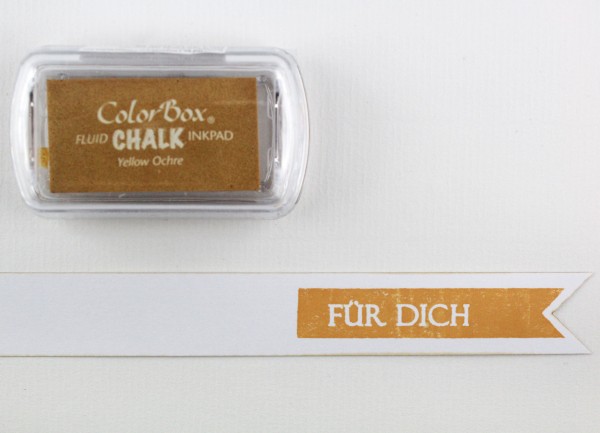 ColorBox®
FLUID CHALK INKPAD
Yellow Ochre
FÜR DICH